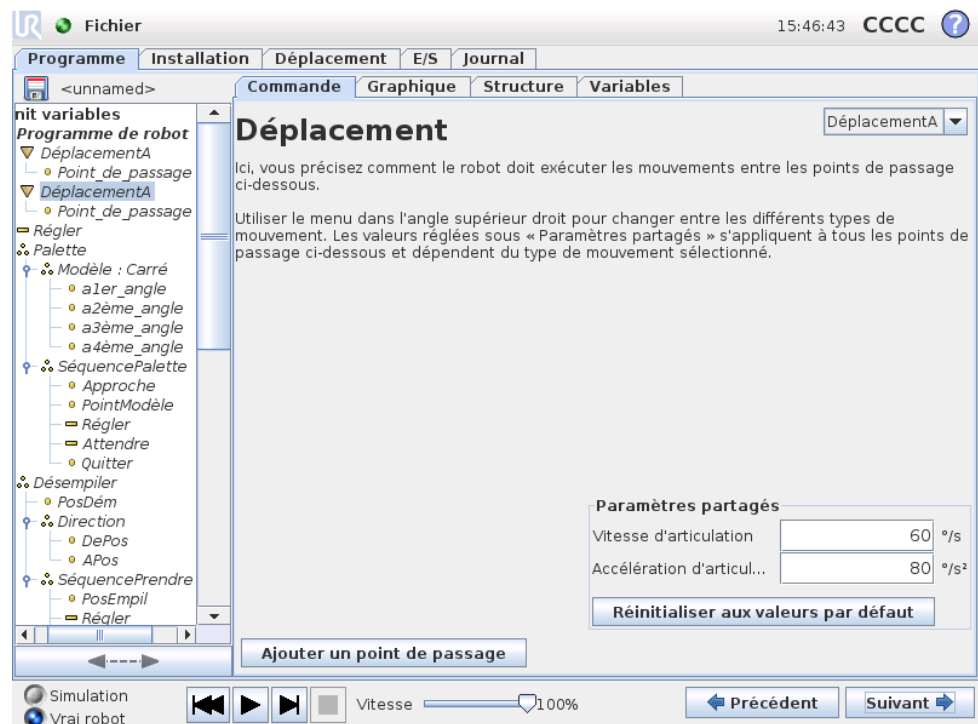 Fichier
15:46:43 CCCC ?
Programme Installation Déplacement E/S Journal
<unnamed>
Commande Graphique Structure Variables
nit variables
Programme de robot
DéplacementA
Point_de_passage
DéplacementA
Point_de_passage
Régler
Palette
Modèle : Carré
a1er_angle
a2ème_angle
a3ème_angle
a4ème_angle
SéquencePalette
Approche
PointModèle
Régler
Attendre
Quitter
Désempiler
PosDém
Direction
DePos
APos
SéquencePrendre
PosEmpil
Régler
Déplacement
DéplacementA
Ici, vous précisez comment le robot doit exécuter les mouvements entre les points de passage
ci-dessous.
Utiliser le menu dans l'angle supérieur droit pour changer entre les différents types de
mouvement. Les valeurs réglées sous « Paramètres partagés » s'appliquent à tous les points de
passage ci-dessous et dépendent du type de mouvement sélectionné.
Paramètres partagés
Vitesse d'articulation 60 °/s
Accélération d'articul... 80 °/s²
Réinitialiser aux valeurs par défaut
Ajouter un point de passage
Simulation
Vrai robot
Vitesse 100%
Précédent
Suivant